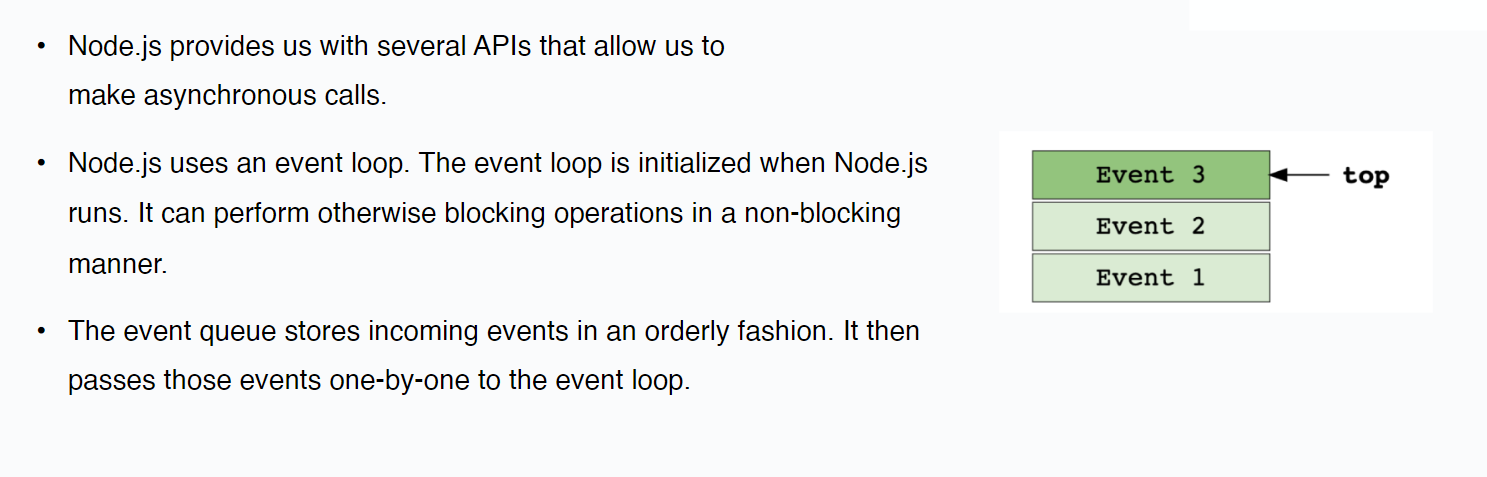 • Node.js provides us with several APIs that allow us to
make asynchronous calls.
• Node.js uses an event loop. The event loop is initialized when Node.js
runs. It can perform otherwise blocking operations in a non-blocking
manner.
• The event queue stores incoming events in an orderly fashion. It then
passes those events one-by-one to the event loop.
Event 3 top
Event 2
Event 1